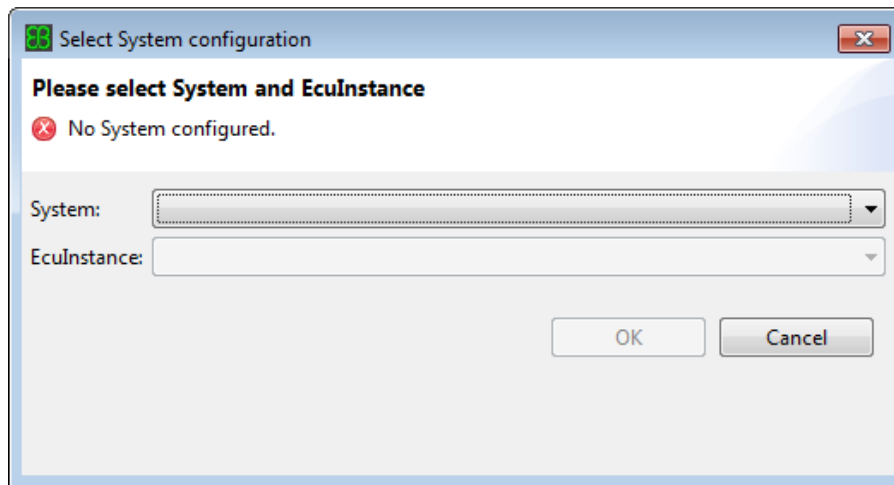 Select System configuration
Please select System and EcuInstance
No System configured.
System:
EcuInstance:
OK
Cancel